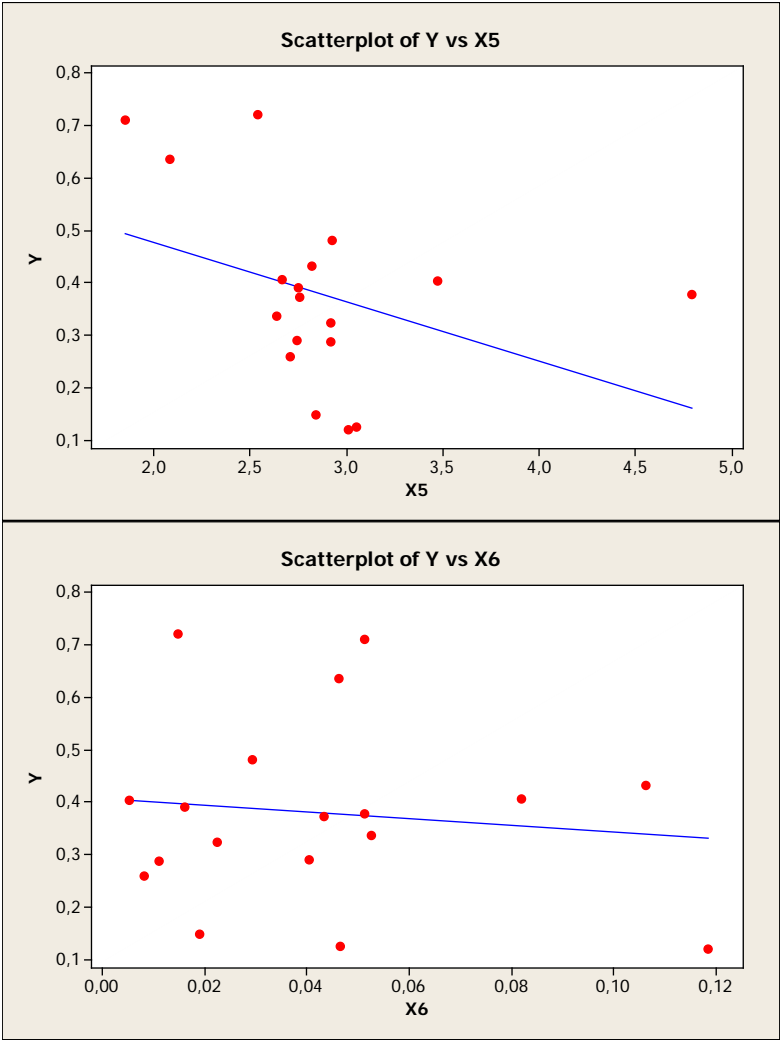 Scatterplot of Y vs X5
0,8
0,7
0,6
0,5
0,4
0,3
0,2
0,1
Y
2,0 2,5 3,0 3,5 4,0 4,5 5,0
X5
Scatterplot of Y vs X6
0,8
0,7
0,6
0,5
0,4
0,3
0,2
0,1
Y
0,00 0,02 0,04 0,06 0,08 0,10 0,12
X6